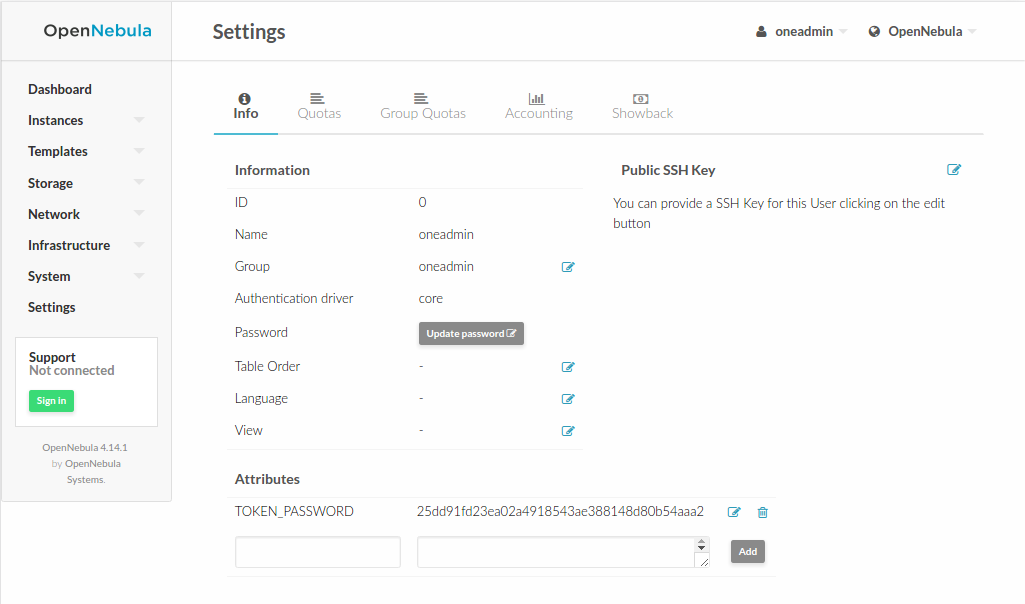 OpenNebula
Settings
oneadmin
OpenNebula
Dashboard
Instances
Templates
Storage
Network
Infrastructure
System
Settings
Support
Not connected
Sign in
OpenNebula 4.14.1
by OpenNebula
Systems.
Info
Quotas
Group Quotas
Accounting
Showback
Information
ID 0
Name oneadmin
Group oneadmin
Authentication driver core
Password Update password
Table Order -
Language -
View -
Public SSH Key
You can provide a SSH Key for this User clicking on the edit
button
Attributes
TOKEN_PASSWORD 25dd91fd23ea02a4918543ae388148d80b54aaa2
Add